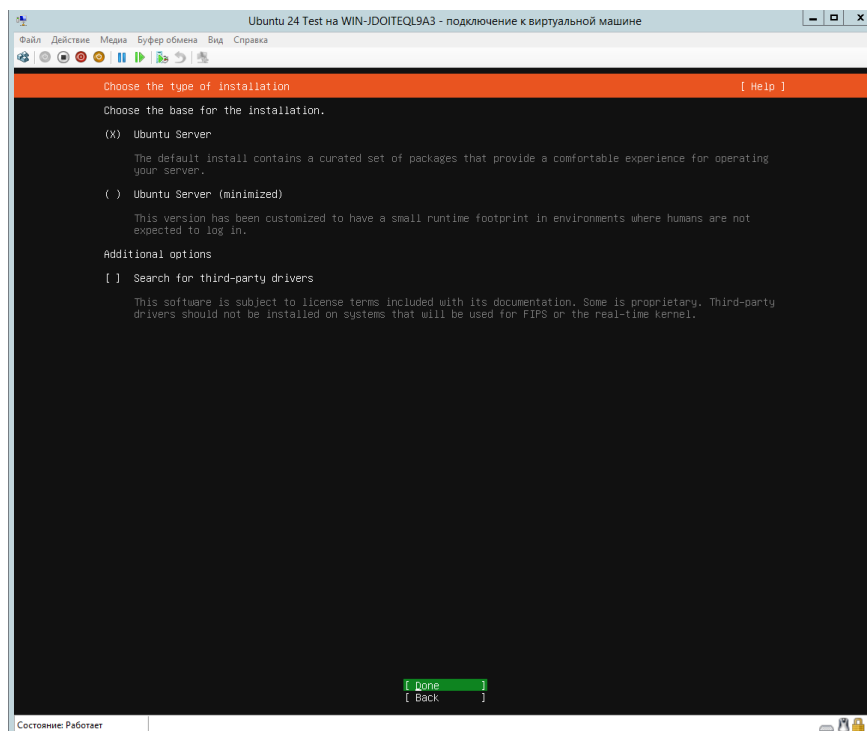 Ubuntu 24 Test на WIN-JDOITEQL9A3 - подключение к виртуальной машине
Файл Действие Медиа Буфер обмена Вид Справка
Choose the type of installation [ Help ]
Choose the base for the installation.
(X) Ubuntu Server
The default install contains a curated set of packages that provide a comfortable experience for operating
your server.
( ) Ubuntu Server (minimized)
This version has been customized to have a small runtime footprint in environments where humans are not
expected to log in.
Additional options
[ ] Search for third-party drivers
This software is subject to license terms included with its documentation. Some is proprietary. Third-party
drivers should not be installed on systems that will be used for FIPS or the real-time kernel.
[ Done ]
[ Back ]
Состояние: Работает